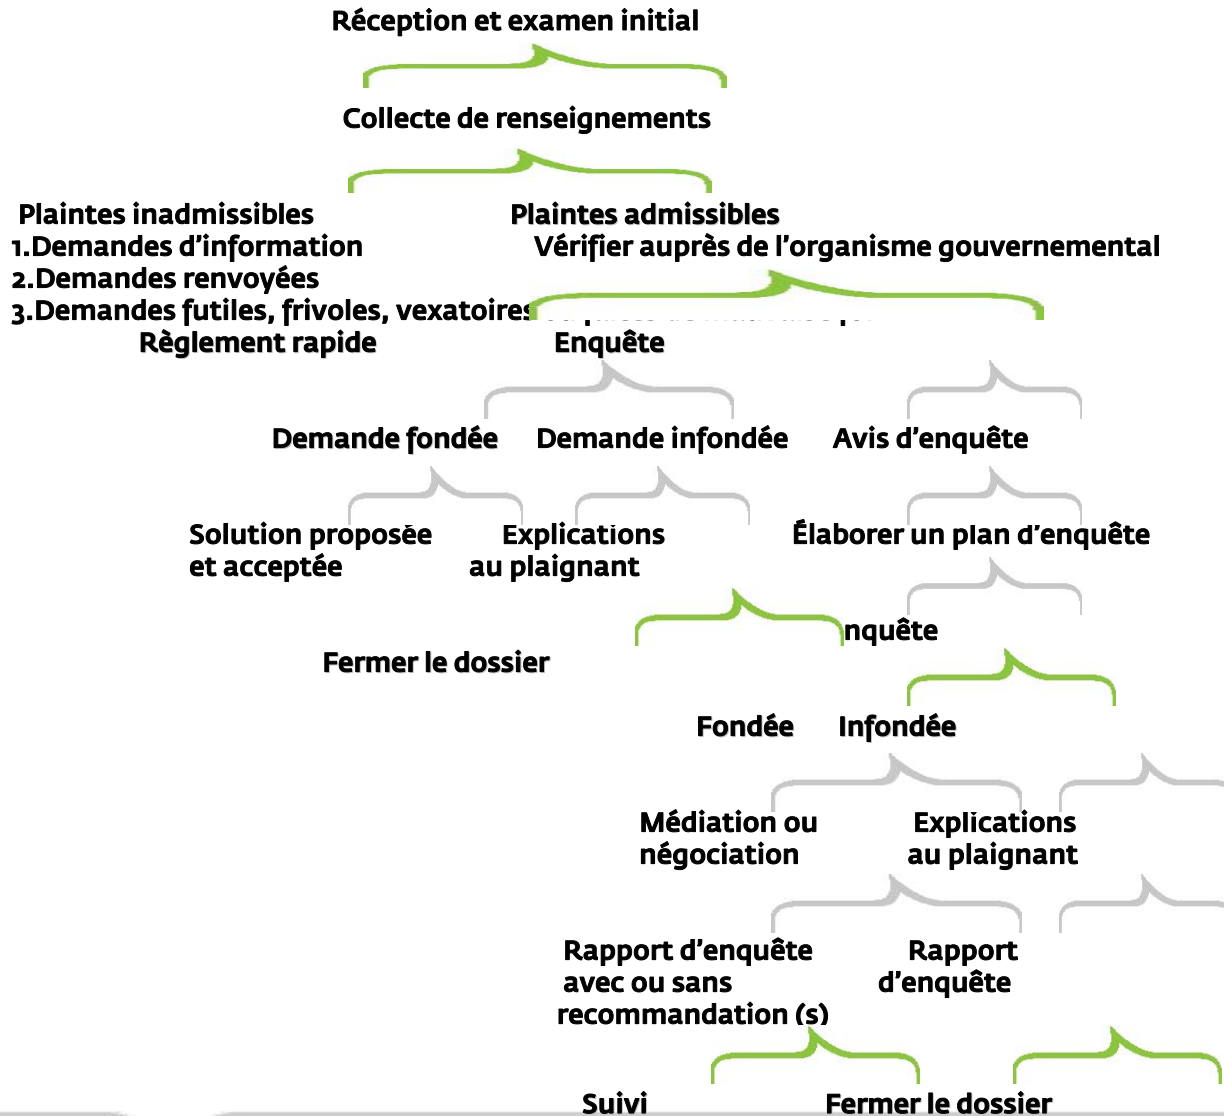 Réception et examen initial
Collecte de renseignements
Plaintes inadmissibles Plaintes admissibles
1.Demandes d'information Vérifier auprès de l'organisme gouvernemental
2.Demandes renvoyées
3.Demandes futiles, frivoles, vexatoires
Règlement rapide Enquête
Demande fondée Demande infondée Avis d'enquête
Solution proposée Explications Élaborer un plan d'enquête
et acceptée au plaignant
nquête
Fermer le dossier
Fondée Infondée
Médiation ou Explications
négociation au plaignant
Rapport d'enquête Rapport
avec ou sans d'enquête
recommandation (s)
Suivi Fermer le dossier